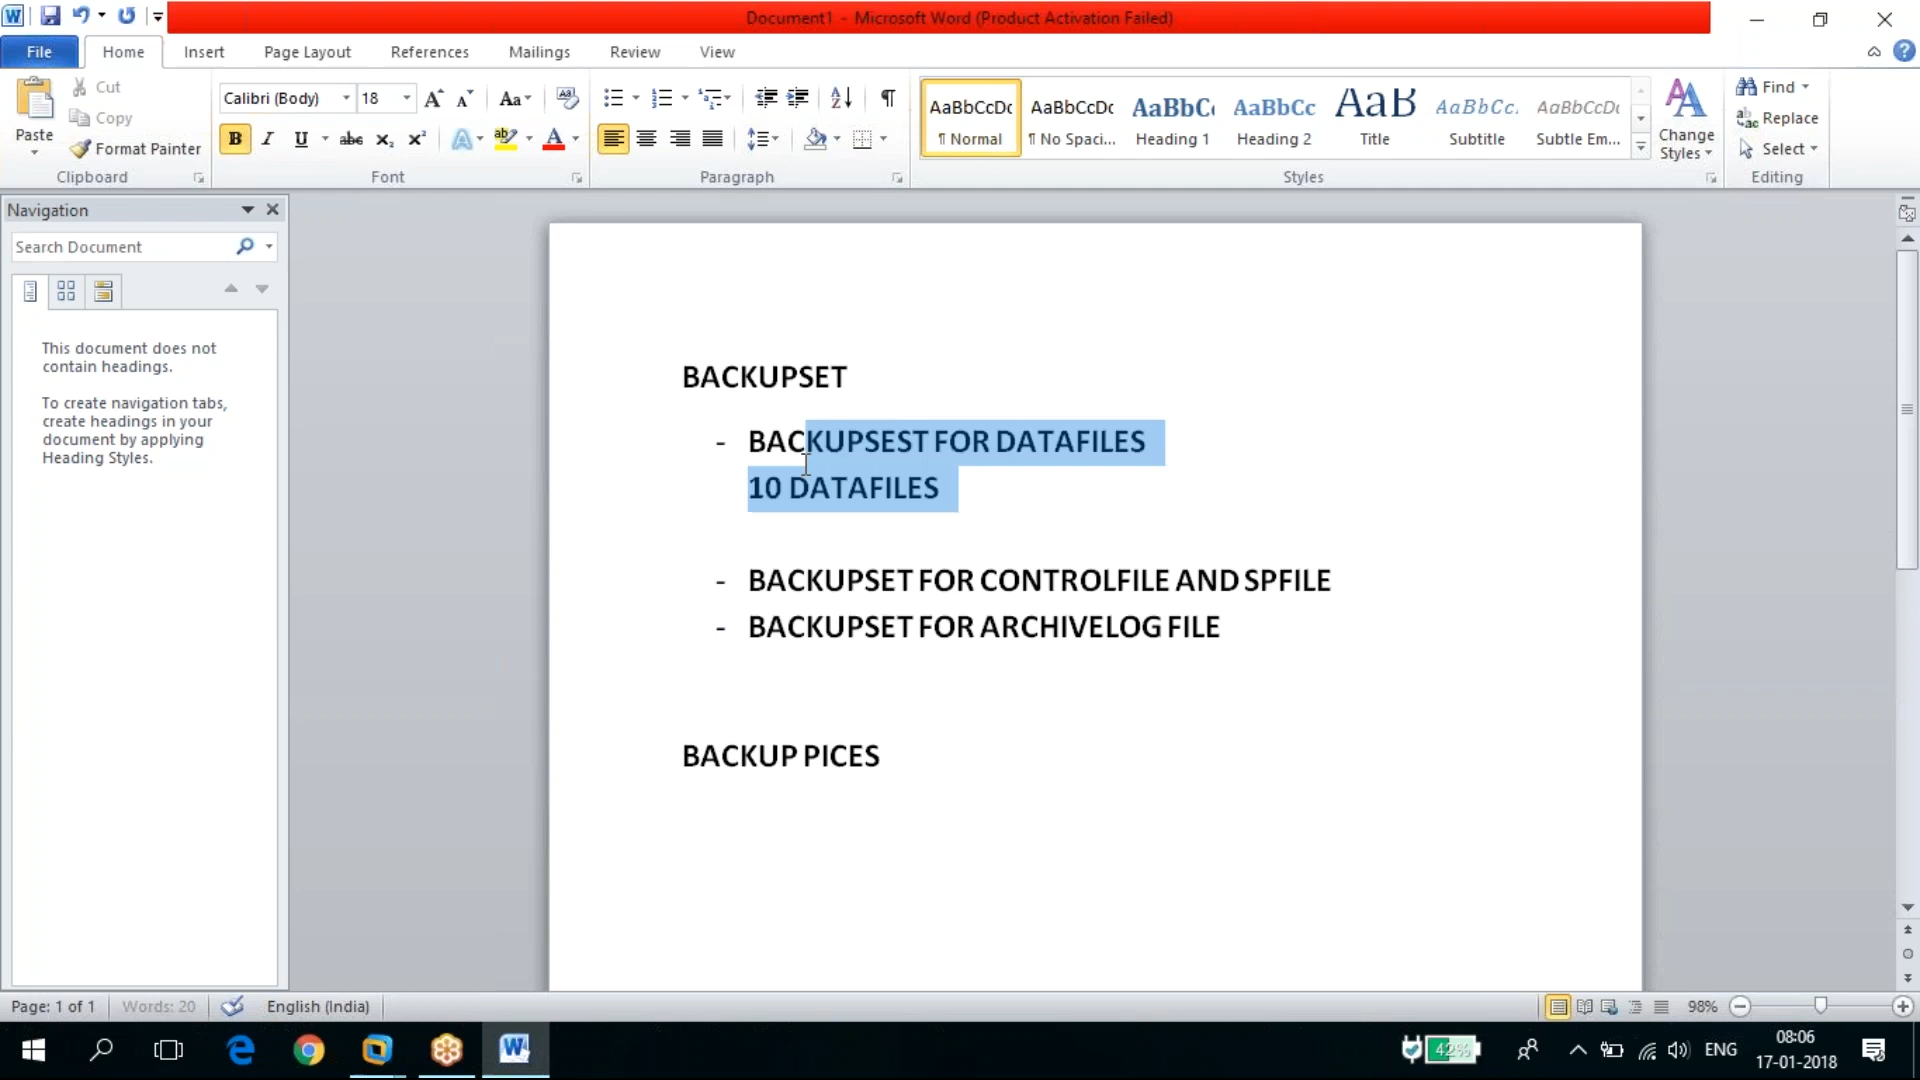 Document1 - Microsoft Word (Product Activation Failed)
File Home Insert Page Layout References Mailings Review View
Paste
Cut
Copy
Format Painter
Clipboard
Calibri (Body) 18
Font
Paragraph
AaBbCcDc AaBbCcDc AaBbC AaBbCc AaB AaBbCc. AaBbCcDc
¶ Normal ¶ No Spaci... Heading 1 Heading 2 Title Subtitle Subtle Em...
Styles
Change
Styles
Find
Replace
Select
Editing
Navigation
Search Document
This document does not
contain headings.
To create navigation tabs,
create headings in your
document by applying
Heading Styles.
BACKUPSET
- BACKUPSEST FOR DATAFILES
10 DATAFILES
- BACKUPSET FOR CONTROLFILE AND SPFILE
- BACKUPSET FOR ARCHIVELOG FILE
BACKUP PICES
Page: 1 of 1 Words: 20 English (India) 98%
42% ENG 08:06
17-01-2018